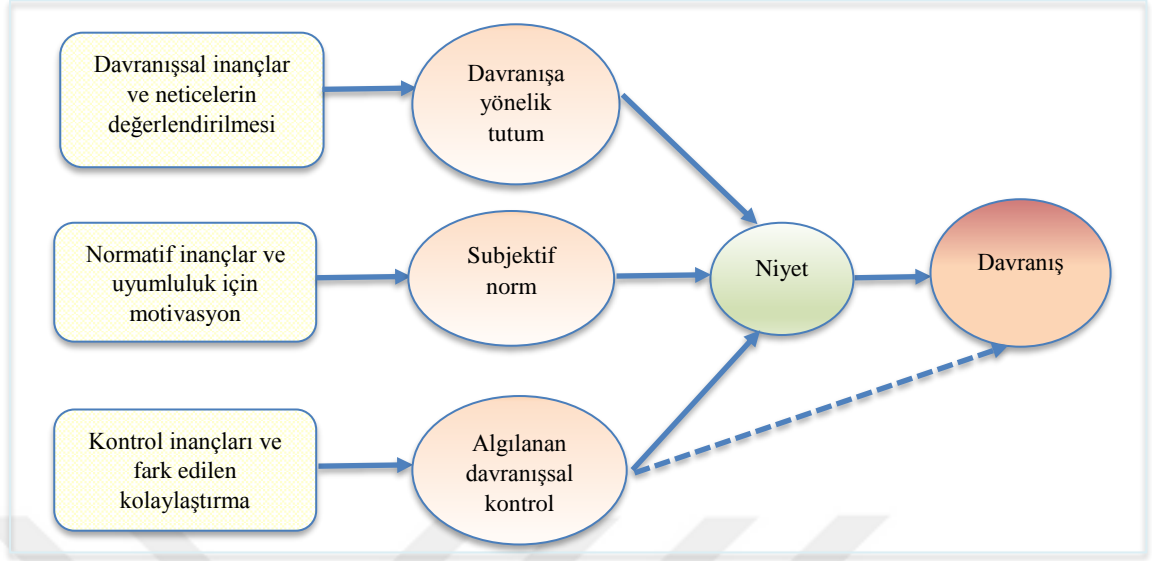 Davranışsal inançlar
ve neticelerin
değerlendirilmesi
Davranışa
yönelik
tutum
Normatif inançlar ve
uyumluluk için
motivasyon
Subjektif
norm
Niyet
Davranış
Kontrol inançları ve
fark edilen
kolaylaştırma
Algılanan
davranışsal
kontrol